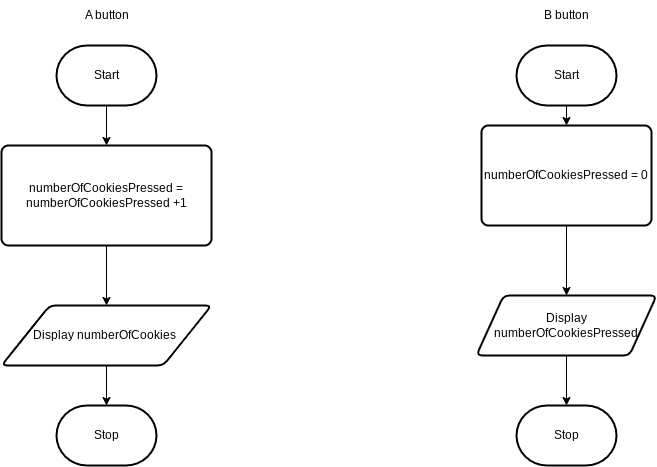 A button
Start
numberOfCookiesPressed =
numberOfCookiesPressed +1
Display numberOfCookies
Stop
B button
Start
numberOfCookiesPressed = 0
Display
numberOfCookiesPressed
Stop